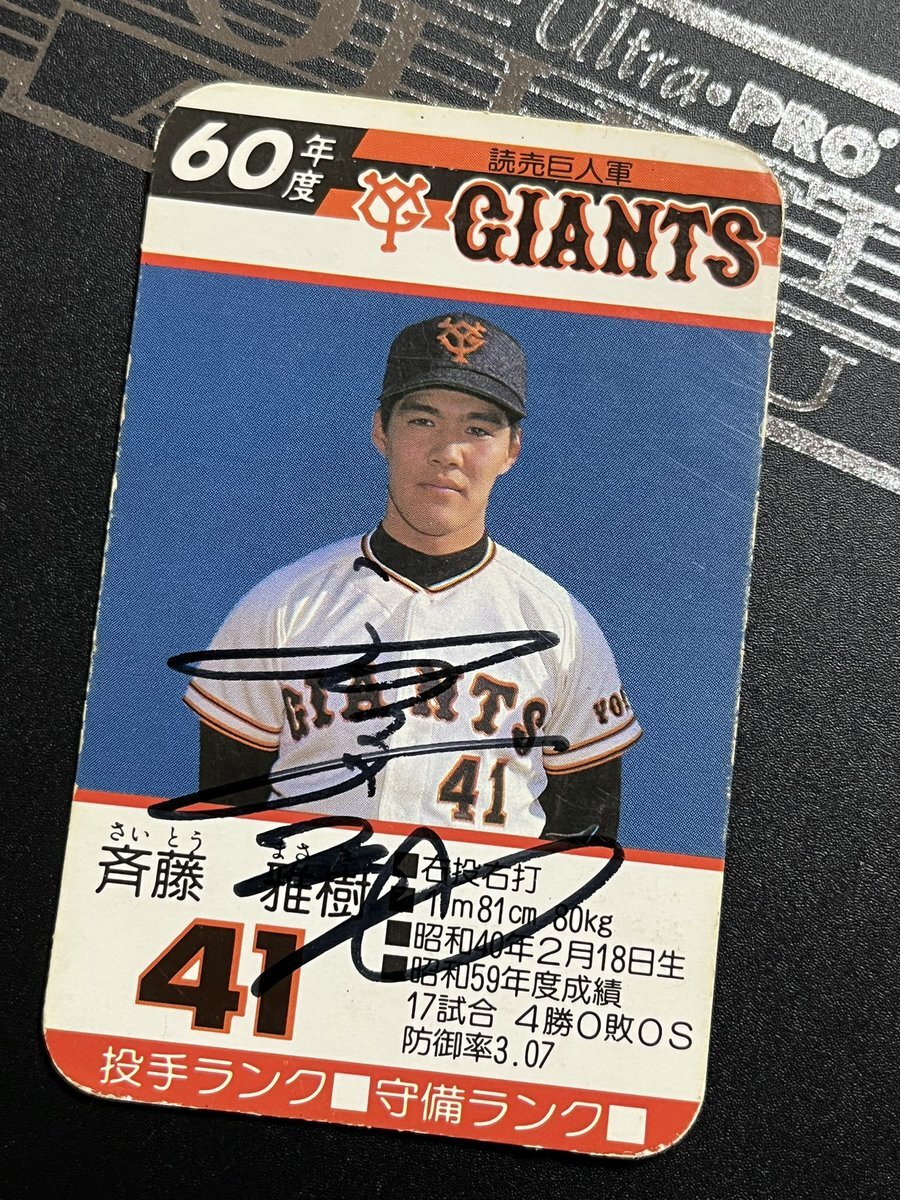 Ultra•PRO
60年度
読売巨人軍
GIANTS
GIANTS
YO
41
さいとう まさ
斉藤 雅樹
41
■右投右打
■1m81cm 80kg
■昭和40年2月18日生
■昭和59年度成績
17試合 4勝0敗0S
防御率3.07
投手ランク□守備ランク□